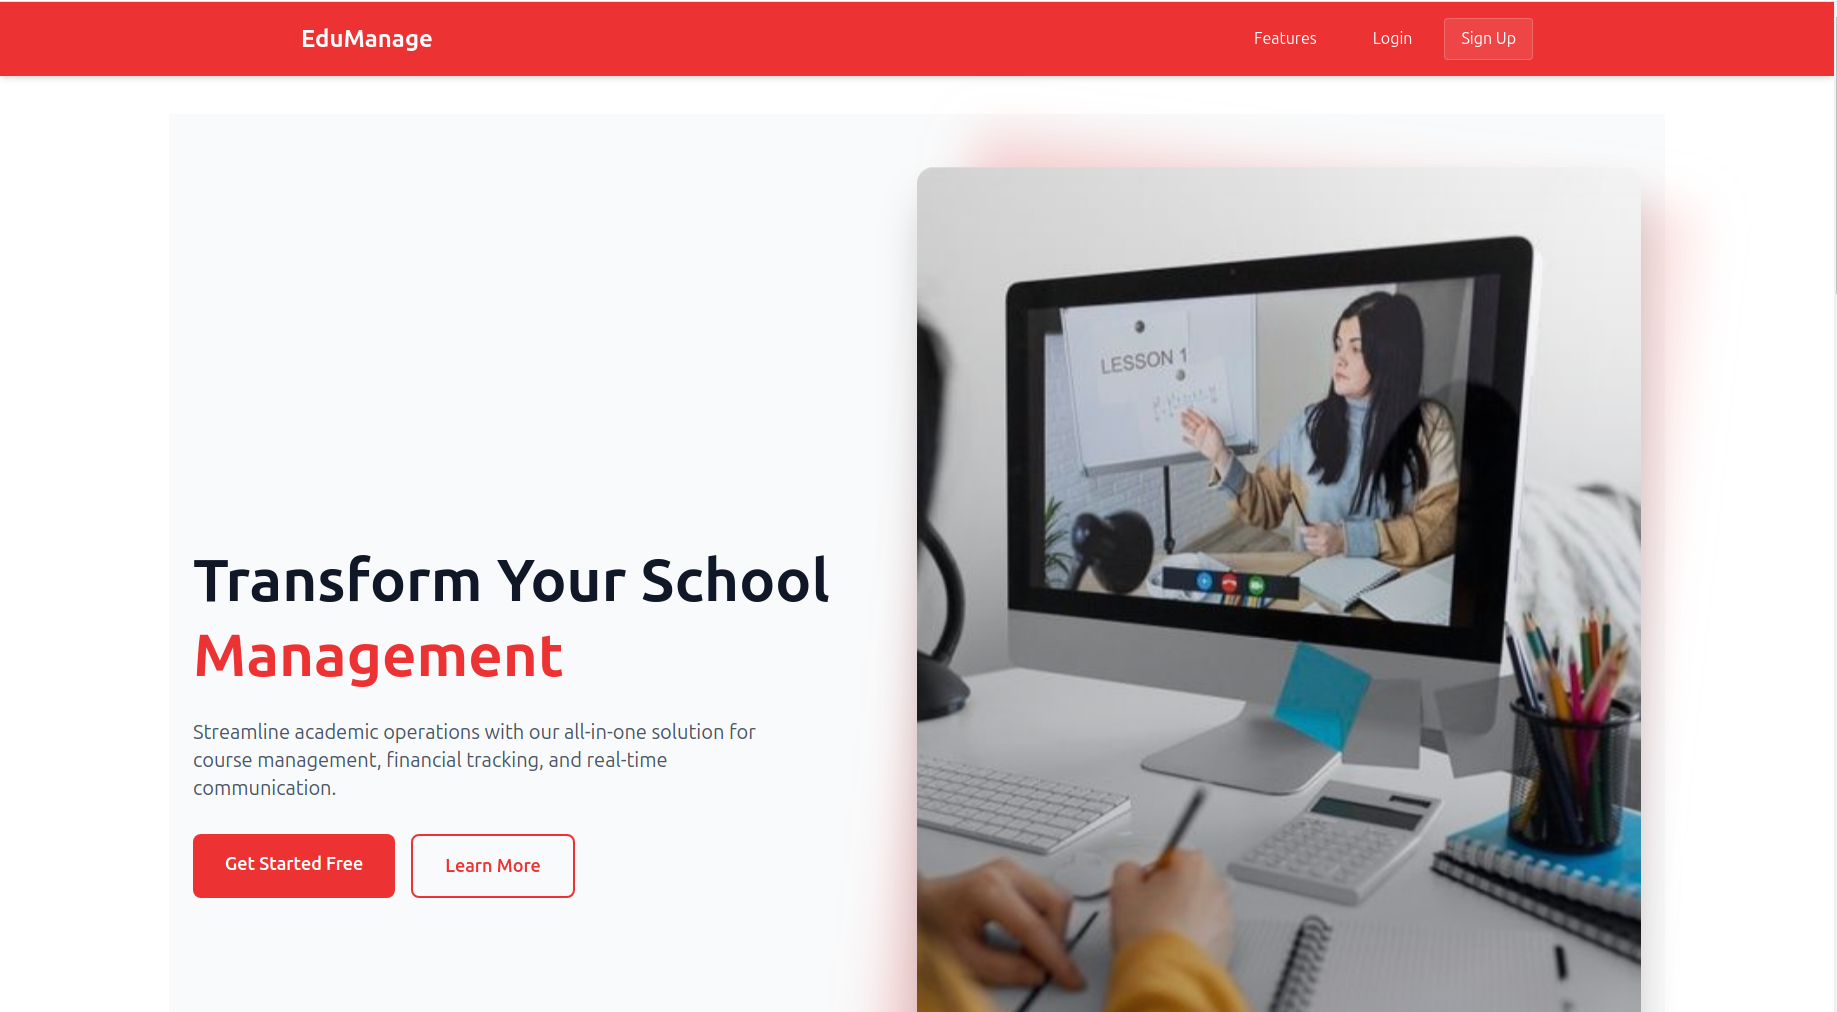 EduManage
Features
Login
Sign Up
LESSON 1
Transform Your School
Management
Streamline academic operations with our all-in-one solution for
course management, financial tracking, and real-time
communication.
Get Started Free
Learn More